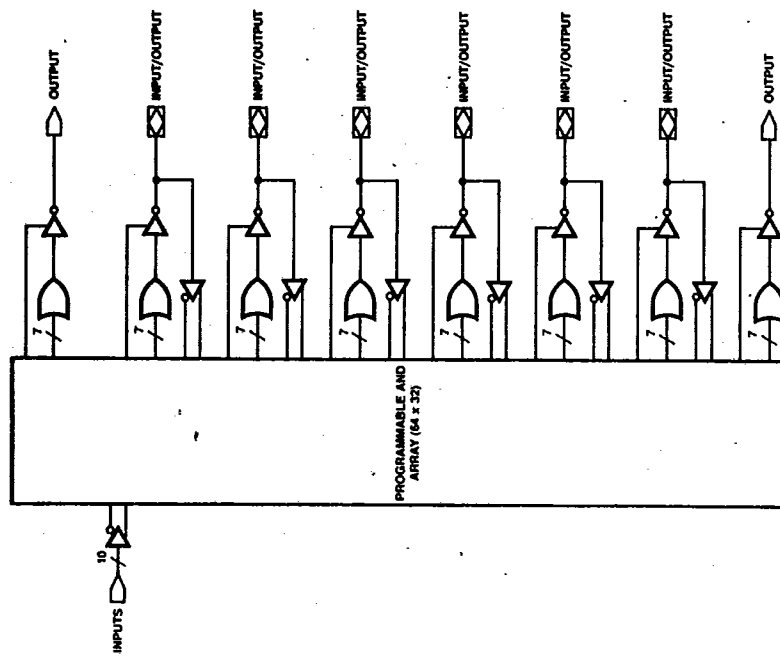 OUTPUT
INPUT/OUTPUT
INPUT/OUTPUT
INPUT/OUTPUT
INPUT/OUTPUT
INPUT/OUTPUT
INPUT/OUTPUT
OUTPUT
7
7
7
7
7
7
7
7
PROGRAMMABLE AND
ARRAY (64 x 32)
10
INPUTS